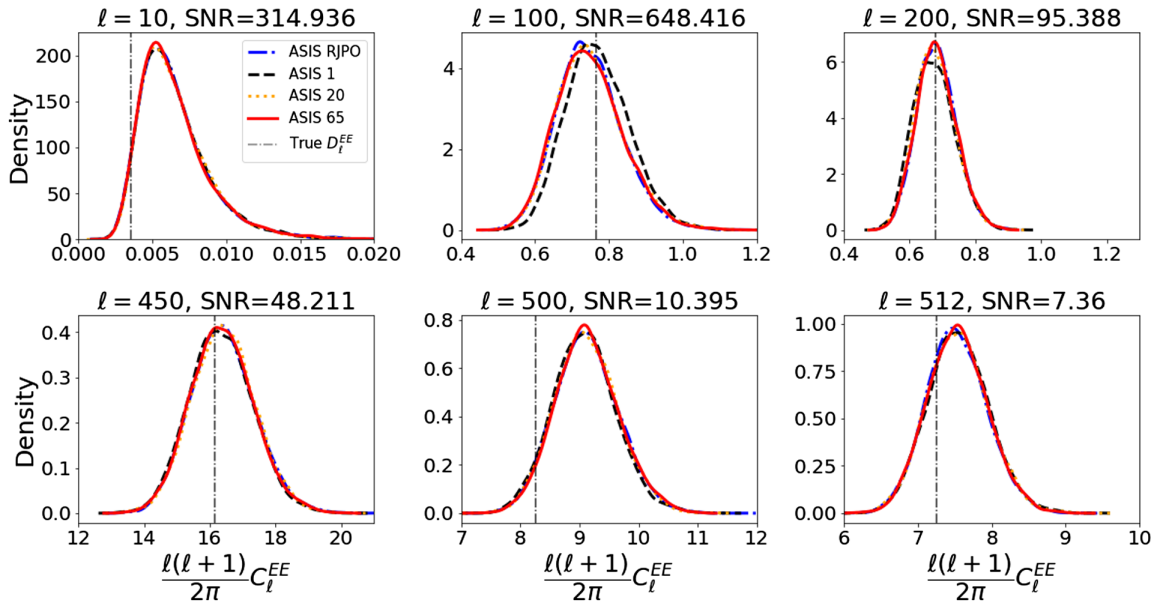 ℓ = 10, SNR=314.936
ℓ = 100, SNR=648.416
ℓ = 200, SNR=95.388
Density
200
150
100
50
0
0.000 0.005 0.010 0.015 0.020
ASIS RJPO
ASIS 1
ASIS 20
ASIS 65
True D_ℓ^{EE}
4
2
0
0.4 0.6 0.8 1.0 1.2
6
4
2
0
0.4 0.6 0.8 1.0 1.2
ℓ = 450, SNR=48.211
ℓ = 500, SNR=10.395
ℓ = 512, SNR=7.36
Density
0.4
0.3
0.2
0.1
0.0
12 14 16 18 20
ℓ(ℓ + 1)/2π C_ℓ^{EE}
0.8
0.6
0.4
0.2
0.0
7 8 9 10 11 12
ℓ(ℓ + 1)/2π C_ℓ^{EE}
1.00
0.75
0.50
0.25
0.00
6 7 8 9 10
ℓ(ℓ + 1)/2π C_ℓ^{EE}